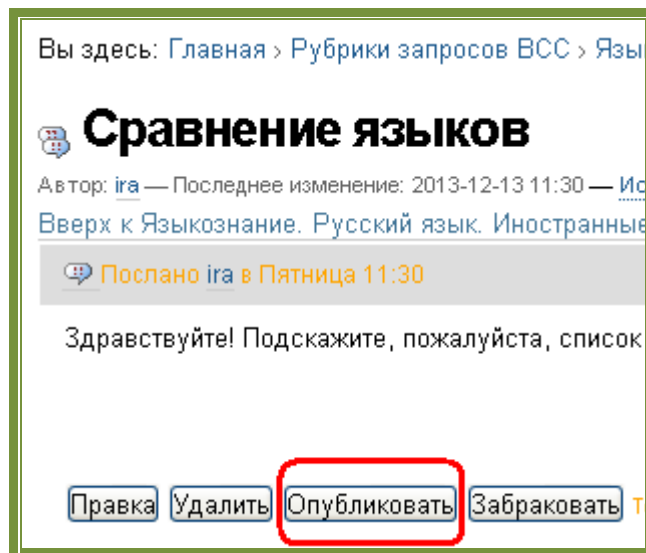 Вы здесь: Главная › Рубрики запросов ВСС ›
Сравнение языков
Автор: ira — Последнее изменение: 2013-12-13 11:30 —
Вверх к Языкознание. Русский язык. Иностранные
Послано ira в Пятница 11:30
Здравствуйте! Подскажите, пожалуйста, список
Правка Удалить Опубликовать Забраковать